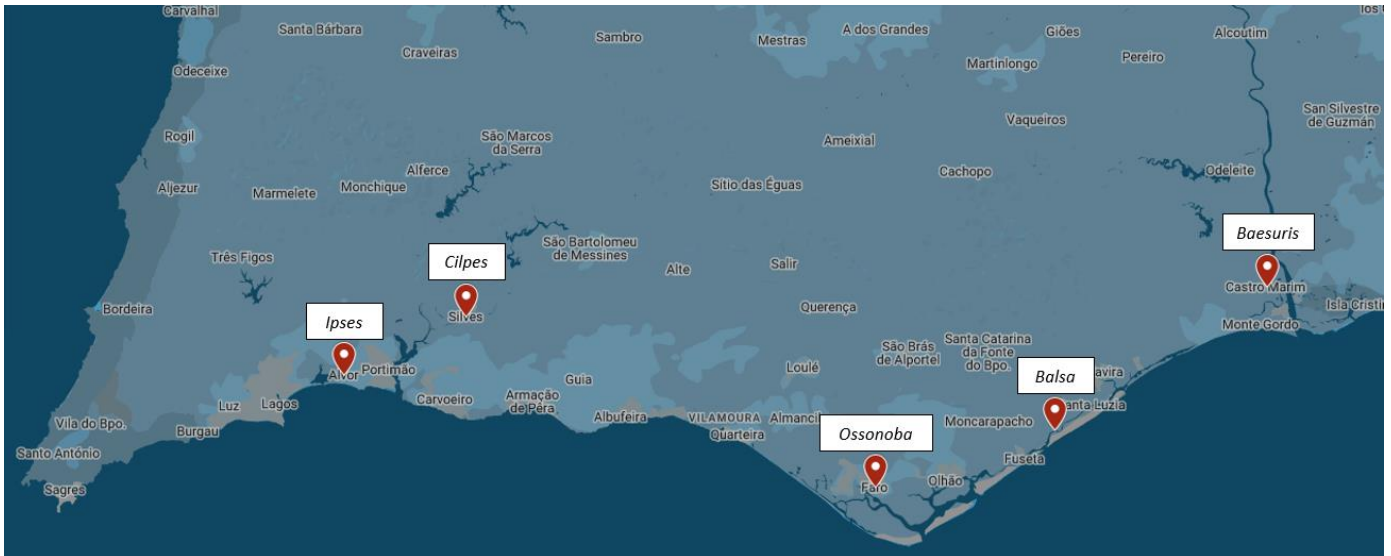 Carvalhal
Santa Bárbara
Craveiras
Sambro
Mestras
A dos Grandes
Giões
Alcoutim
Odeceixe
Martinlongo
Pereiro
San Silvestre
de Guzmán
Rogil
São Marcos
da Serra
Ameixial
Vaqueiros
Aljezur
Marmelete
Monchique
Alferce
Sítio das Éguas
Cachopo
Odeleite
Três Figos
Cilpes
São Bartolomeu
de Messines
Alte
Salir
Baesuris
Bordeira
Ipses
Silves
Querença
Castro Marim
Isla Cristin
Monte Gordo
Alvor
Portimão
Guia
Loulé
São Brás
de Alportel
Santa Catarina
da Fonte
do Bpo.
Balsa
avira
Luz
Lagos
Carvoeiro
Armação
de Pêra
Albufeira
VILAMOURA
Quarteira
Almancil
Moncarapacho
anta Luzia
Vila do Bpo.
Burgau
Ossonoba
Santo António
Fuseta
Sagres
Faro
Olhão